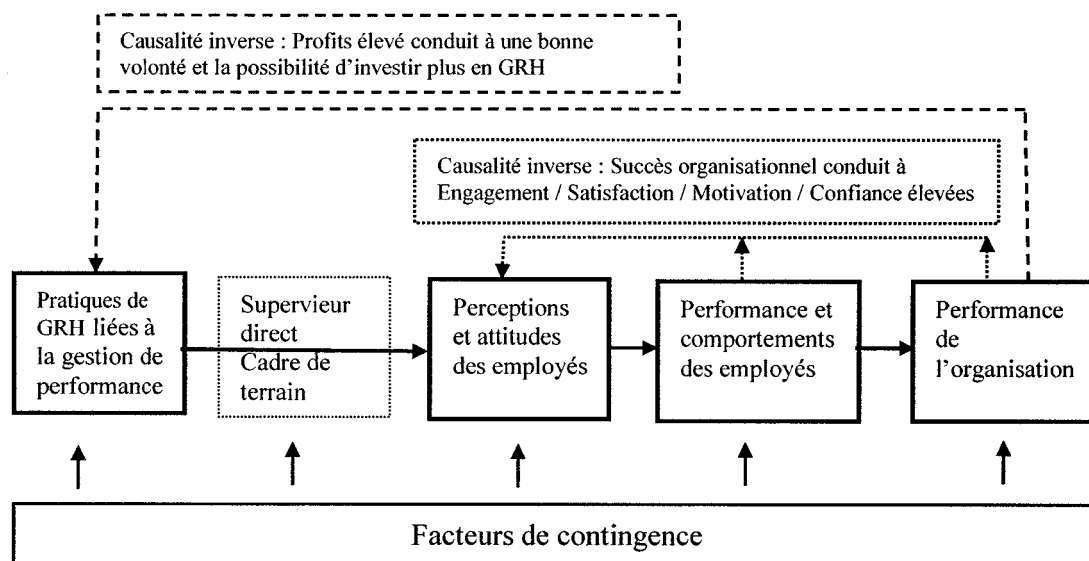 Causalité inverse : Profits élevé conduit à une bonne
volonté et la possibilité d'investir plus en GRH
Causalité inverse : Succès organisationnel conduit à
Engagement / Satisfaction / Motivation / Confiance élevées
Pratiques de
GRH liées à
la gestion de
performance
Supervieur
direct
Cadre de
terrain
Perceptions
et attitudes
des employés
Performance et
comportements
des employés
Performance
de
l'organisation
Facteurs de contingence